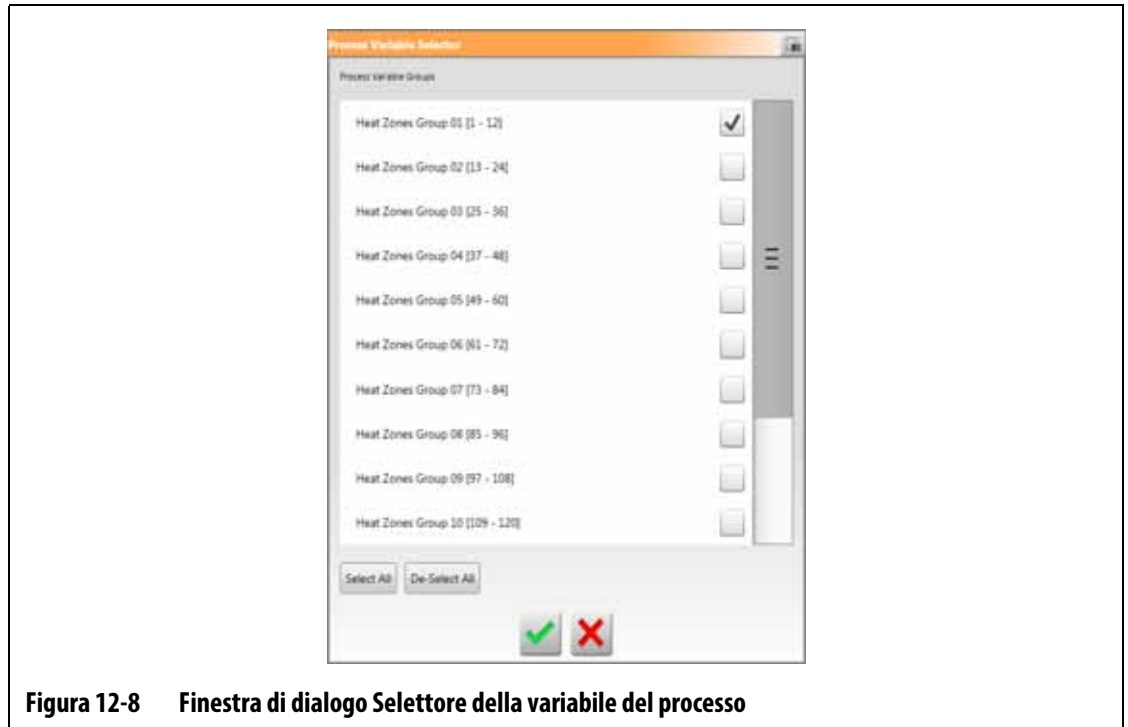 Process Variable Selector
Process Variable Groups
Heat Zones Group 01 [1 - 12]
Heat Zones Group 02 [13 - 24]
Heat Zones Group 03 [25 - 36]
Heat Zones Group 04 [37 - 48]
Heat Zones Group 05 [49 - 60]
Heat Zones Group 06 [61 - 72]
Heat Zones Group 07 [73 - 84]
Heat Zones Group 08 [85 - 96]
Heat Zones Group 09 [97 - 108]
Heat Zones Group 10 [109 - 120]
Select All De-Select All
Figura 12-8 Finestra di dialogo Selettore della variabile del processo